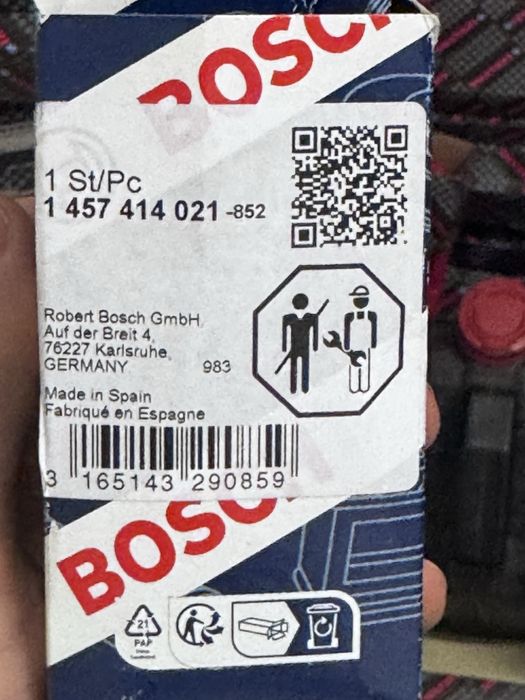 BOSCH
1 St/Pc
1 457 414 021 -852
Robert Bosch GmbH
Auf der Breit 4,
76227 Karlsruhe,
GERMANY 983
Made in Spain
Fabriqué en Espagne
3 165143 290859
BOSCH
21
PAP